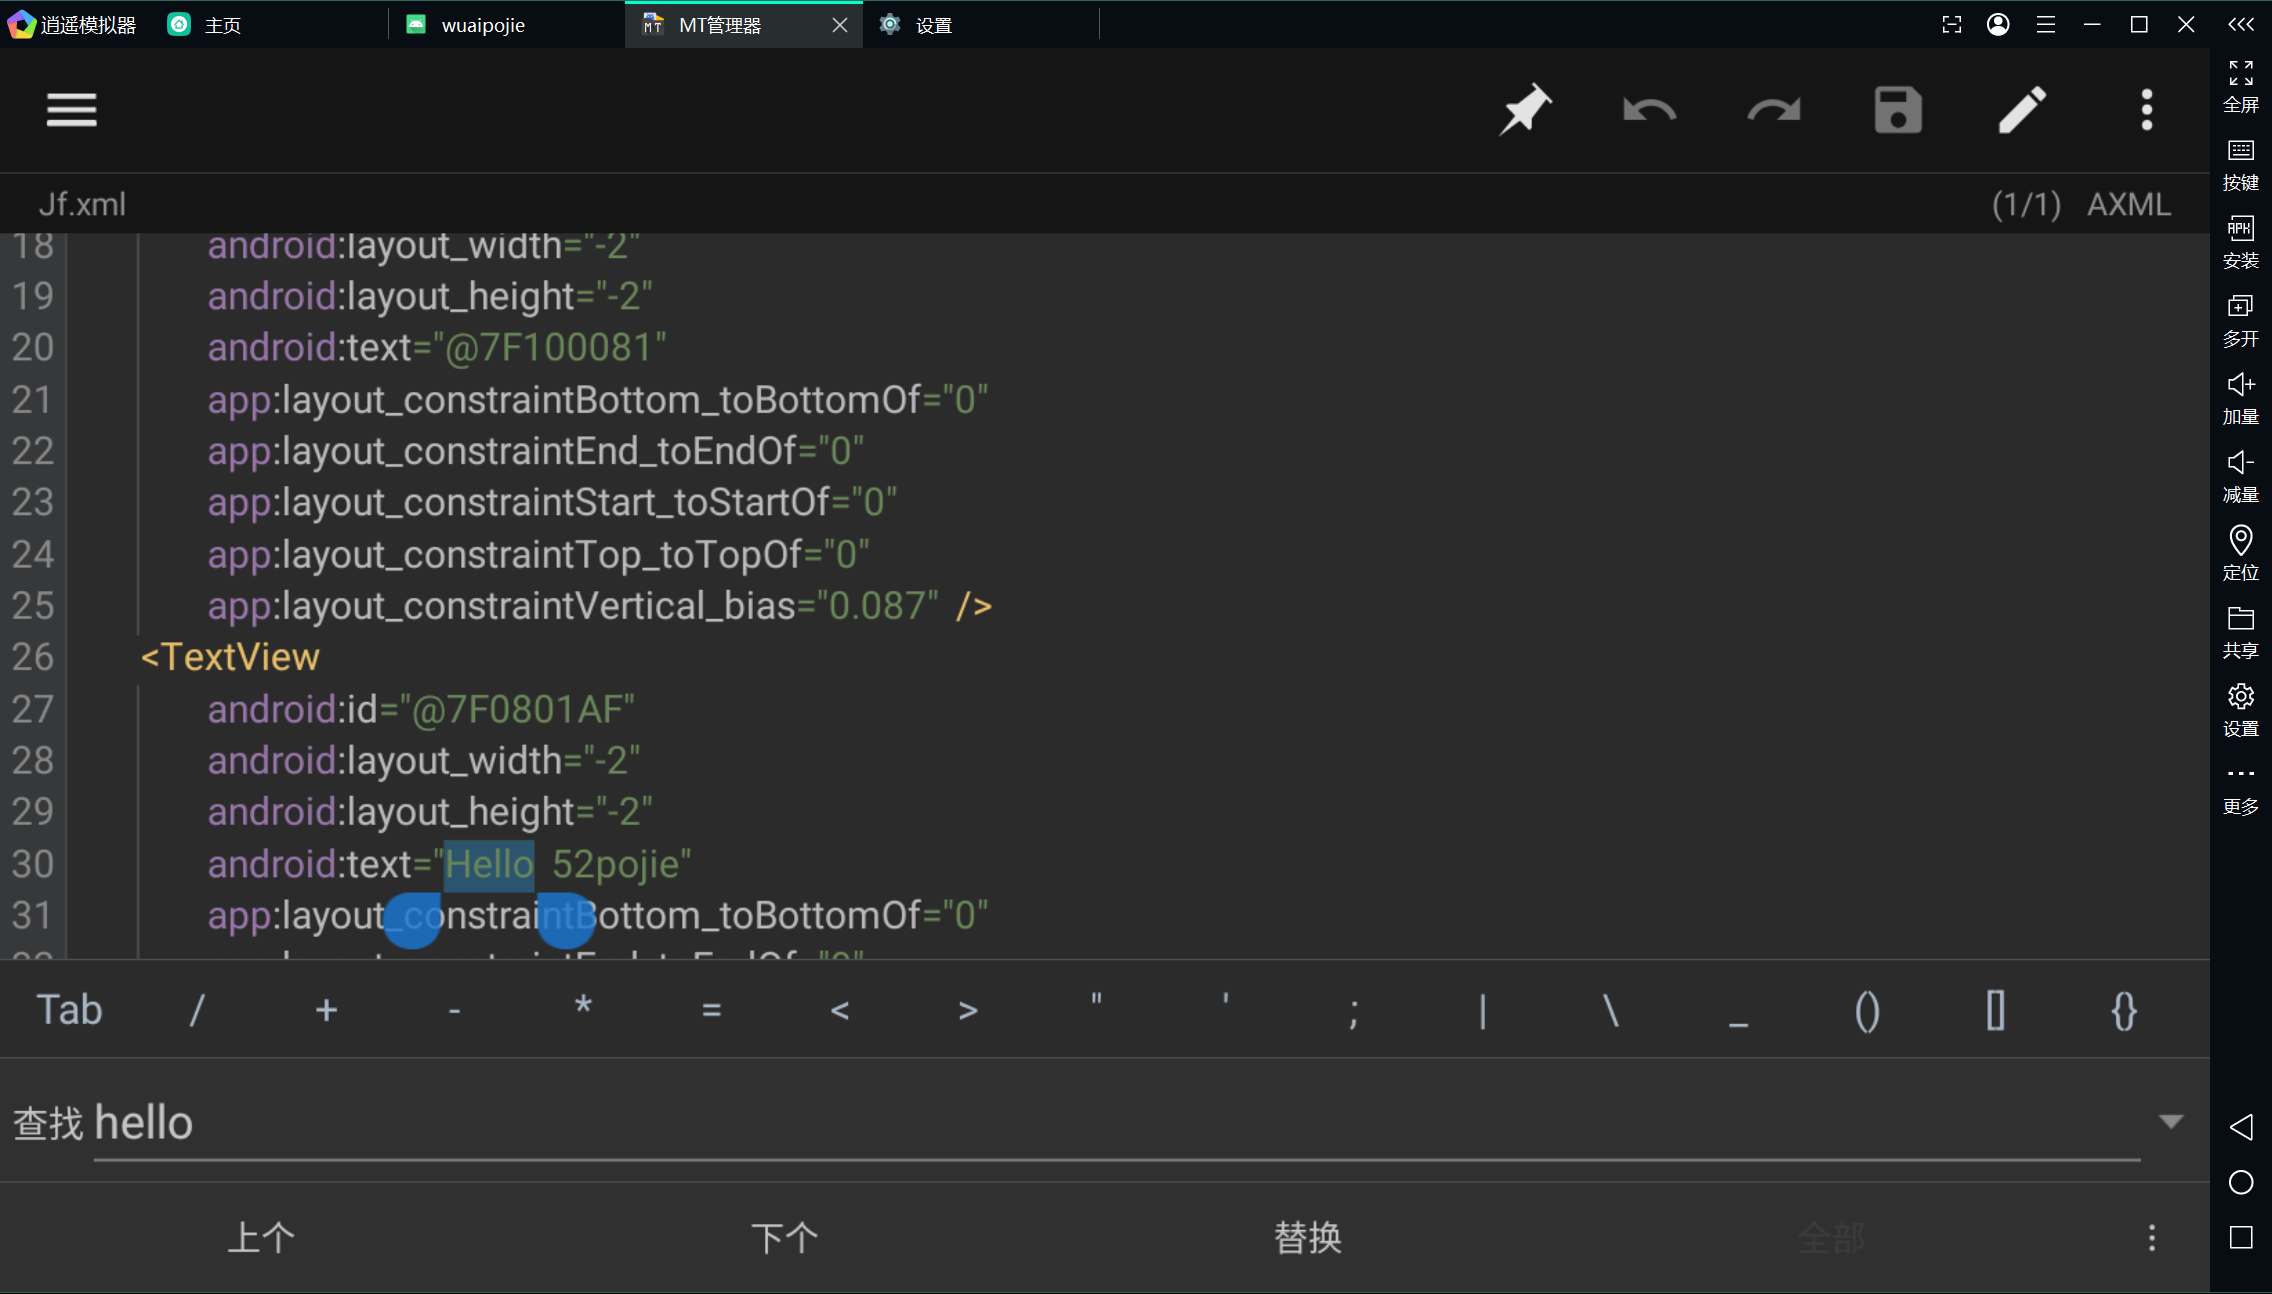 逍遥模拟器 主页 wuaipojie MT管理器 设置
Jf.xml (1/1) AXML
18 android:layout_width="-2"
19 android:layout_height="-2"
20 android:text="@7F100081"
21 app:layout_constraintBottom_toBottomOf="0"
22 app:layout_constraintEnd_toEndOf="0"
23 app:layout_constraintStart_toStartOf="0"
24 app:layout_constraintTop_toTopOf="0"
25 app:layout_constraintVertical_bias="0.087" />
26 <TextView
27 android:id="@7F0801AF"
28 android:layout_width="-2"
29 android:layout_height="-2"
30 android:text="Hello 52pojie"
31 app:layout_constraintBottom_toBottomOf="0"
Tab / + - * = < > " ' ; | \ _ () [] {}
查找 hello
上个 下个 替换 全部
全屏
按键
APK
安装
多开
加量
减量
定位
共享
设置
更多